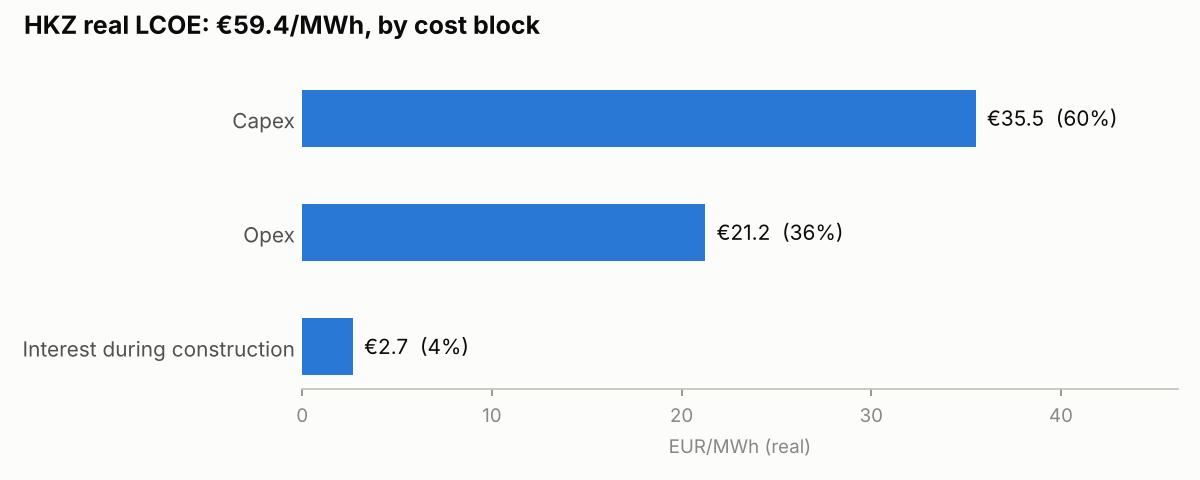 HKZ real LCOE: €59.4/MWh, by cost block
Capex
€35.5 (60%)
Opex
€21.2 (36%)
Interest during construction
€2.7 (4%)
0 10 20 30 40
EUR/MWh (real)